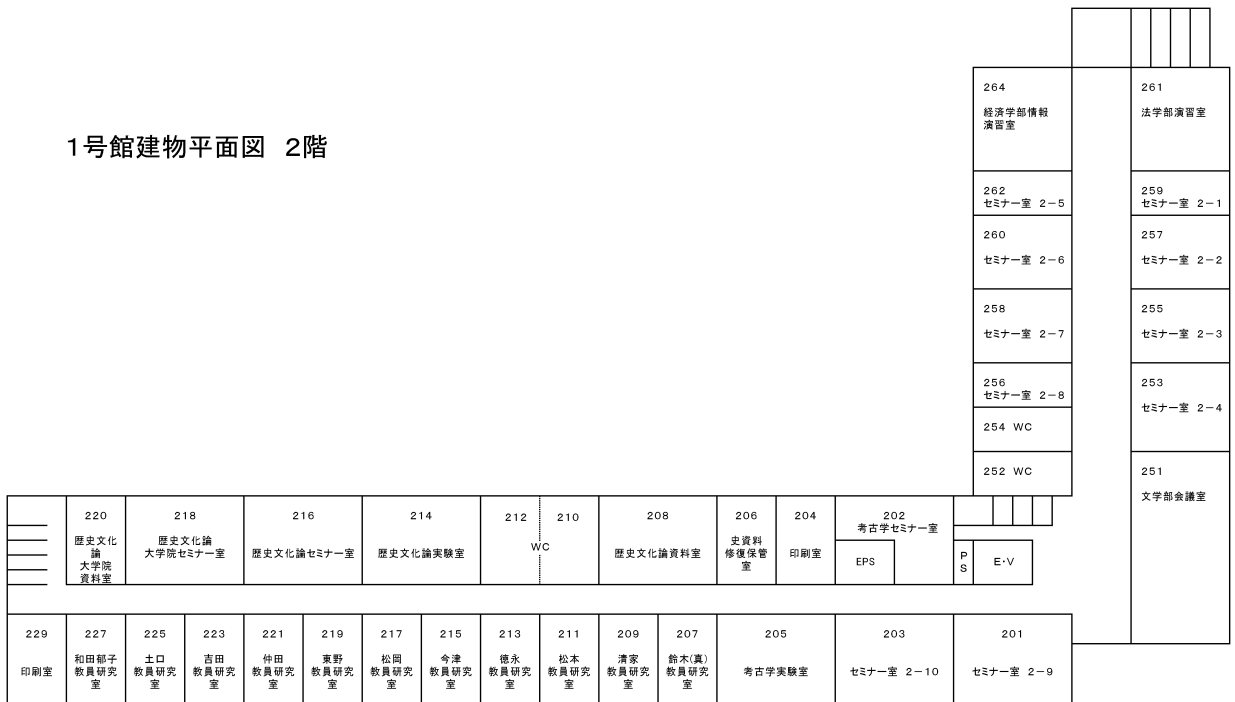 1号館建物平面図 2階
264
経済学部情報
演習室
261
法学部演習室
262
セミナー室 2-5
259
セミナー室 2-1
260
セミナー室 2-6
257
セミナー室 2-2
258
セミナー室 2-7
255
セミナー室 2-3
256
セミナー室 2-8
253
セミナー室 2-4
254 WC
252 WC
251
文学部会議室
220
歴史文化
論
大学院
資料室
218
歴史文化論
大学院セミナー室
216
歴史文化論セミナー室
214
歴史文化論実験室
212
210
WC
208
歴史文化論資料室
206
史資料
修復保管
室
204
印刷室
202
考古学セミナー室
EPS
P
S
E・V
229
印刷室
227
和田郁子
教員研究
室
225
土口
教員研究
室
223
吉田
教員研究
室
221
仲田
教員研究
室
219
東野
教員研究
室
217
松岡
教員研究
室
215
今津
教員研究
室
213
徳永
教員研究
室
211
松本
教員研究
室
209
清家
教員研究
室
207
鈴木(真)
教員研究
室
205
考古学実験室
203
セミナー室 2-10
201
セミナー室 2-9